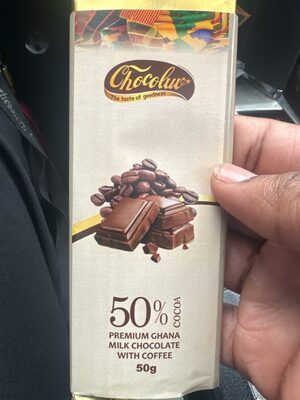 Chocoluv
The taste of goodness
50% COCOA
PREMIUM GHANA
MILK CHOCOLATE
WITH COFFEE
50g